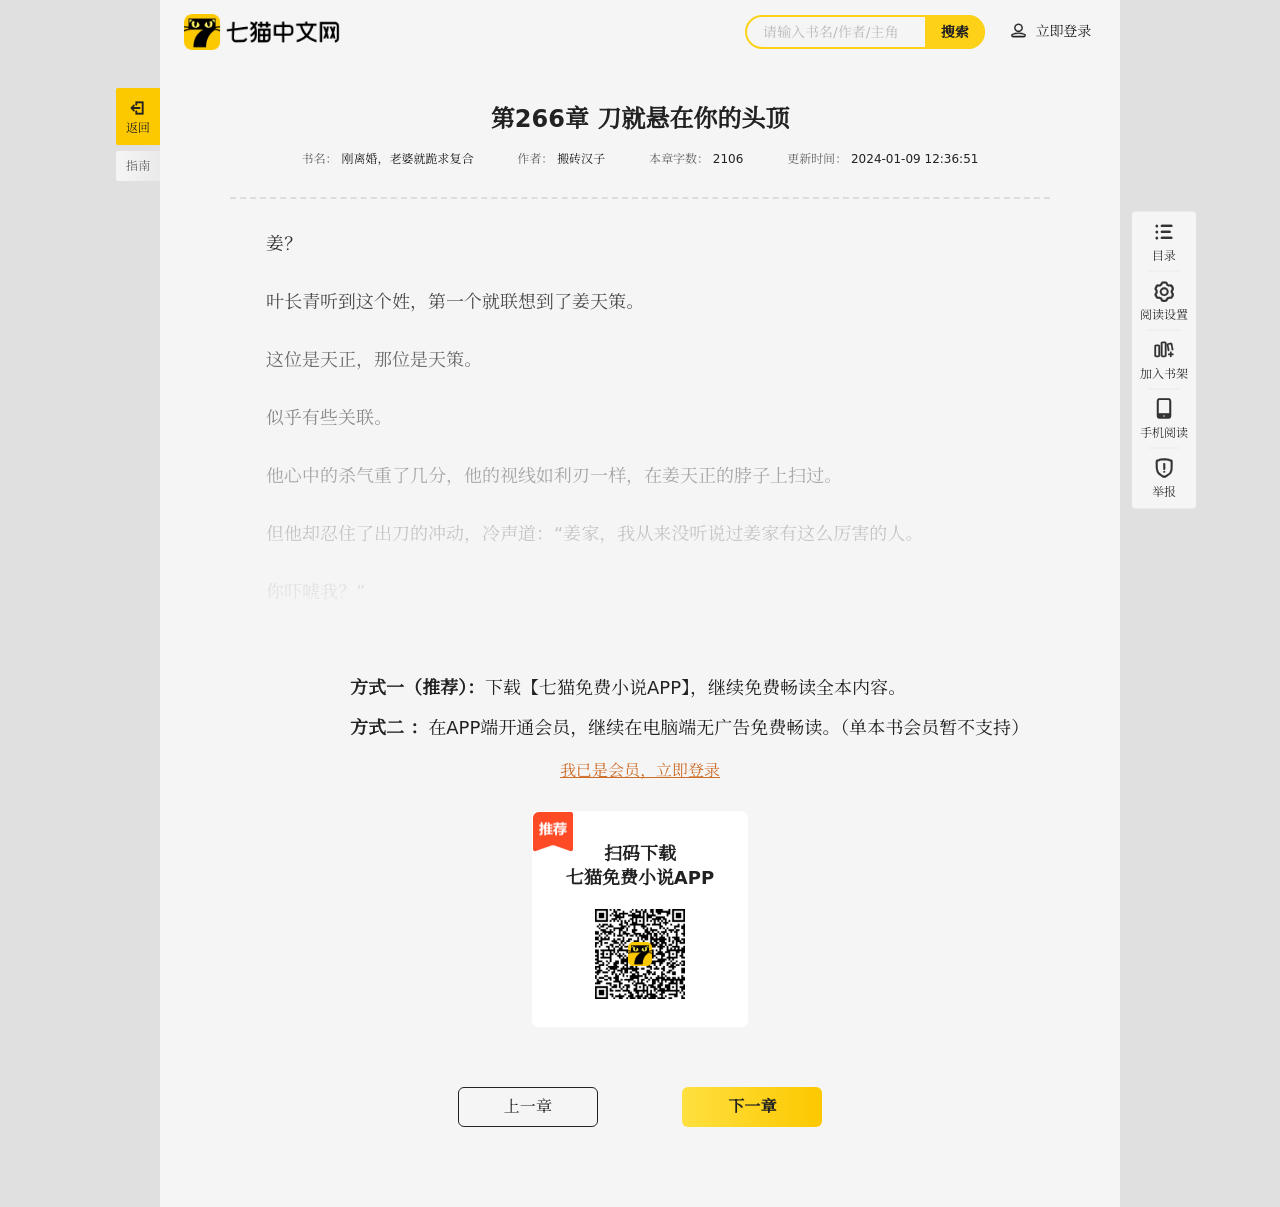 七猫中文网
请输入书名/作者/主角
搜索
立即登录
返回
指南
第266章 刀就悬在你的头顶
书名： 刚离婚，老婆就跪求复合 作者： 搬砖汉子 本章字数： 2106 更新时间： 2024-01-09 12:36:51
姜？
叶长青听到这个姓，第一个就联想到了姜天策。
这位是天正，那位是天策。
似乎有些关联。
他心中的杀气重了几分，他的视线如利刃一样，在姜天正的脖子上扫过。
但他却忍住了出刀的冲动，冷声道：“姜家，我从来没听说过姜家有这么厉害的人。
你吓唬我？”
目录
阅读设置
加入书架
手机阅读
举报
方式一（推荐）： 下载【七猫免费小说APP】，继续免费畅读全本内容。
方式二 ： 在APP端开通会员，继续在电脑端无广告免费畅读。（单本书会员暂不支持）
我已是会员，立即登录
推荐
扫码下载
七猫免费小说APP
上一章
下一章